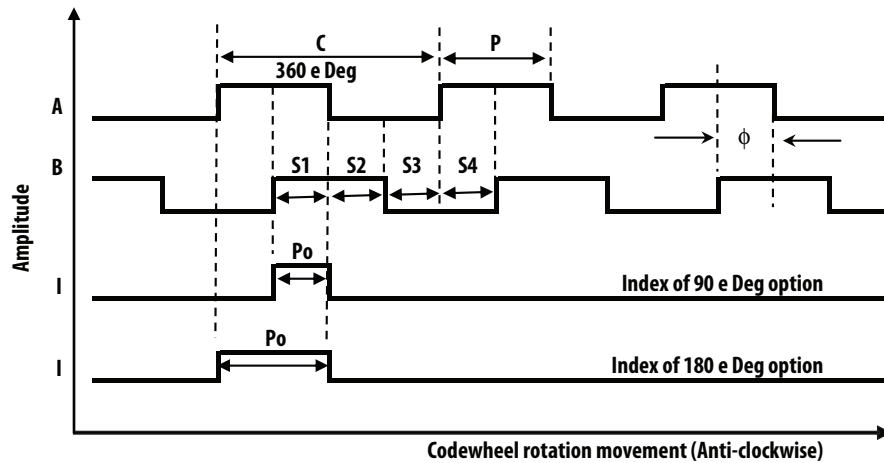 C
P
360 e Deg
A
ϕ
B
S1 S2 S3 S4
Amplitude
Po
I
Index of 90 e Deg option
Po
I
Index of 180 e Deg option
Codewheel rotation movement (Anti-clockwise)